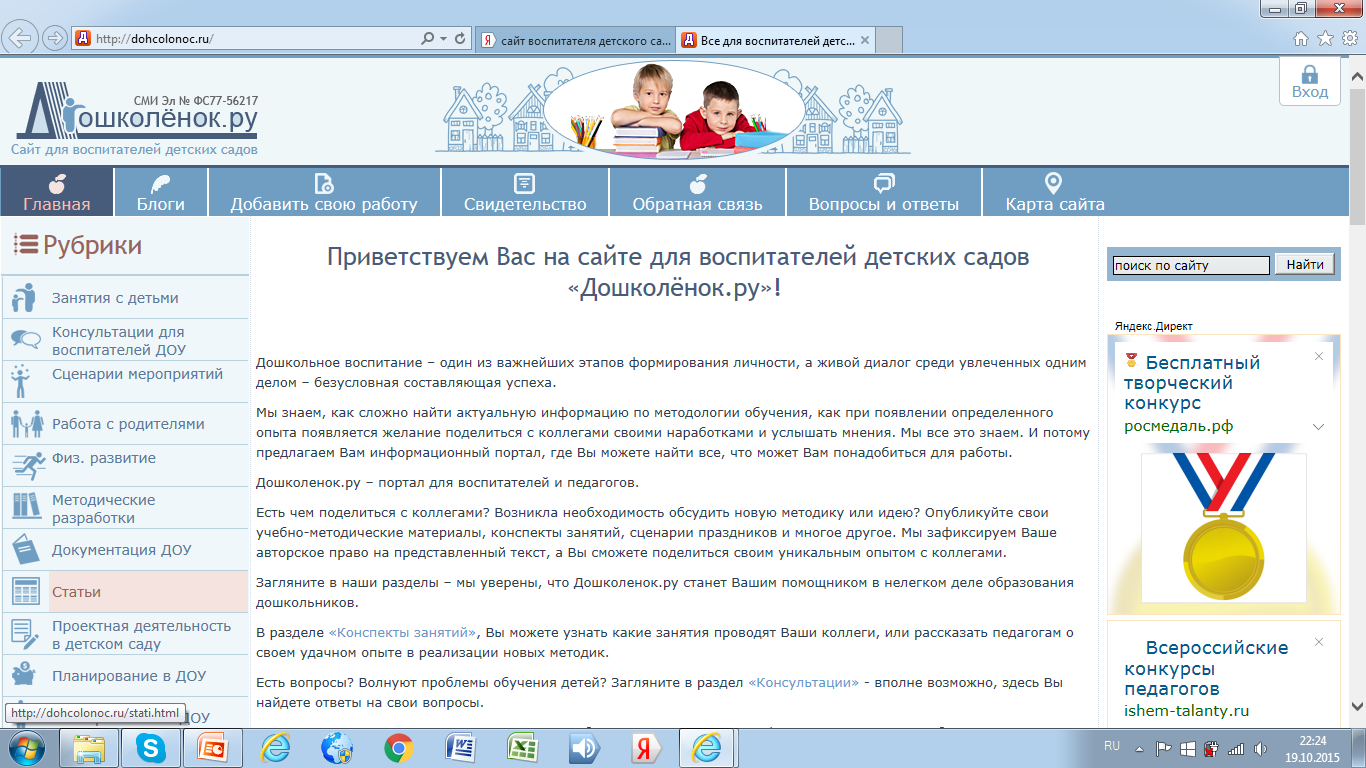 http://dohcolonoc.ru/
сайт воспитателя детского са...
Все для воспитателей детс...
СМИ Эл № ФС77-56217
Дошколёнок.ру
Сайт для воспитателей детских садов
Вход
Главная
Блоги
Добавить свою работу
Свидетельство
Обратная связь
Вопросы и ответы
Карта сайта
Рубрики
Занятия с детьми
Консультации для
воспитателей ДОУ
Сценарии мероприятий
Работа с родителями
Физ. развитие
Методические
разработки
Документация ДОУ
Статьи
Проектная деятельность
в детском саду
Планирование в ДОУ
ДОУ
http://dohcolonoc.ru/stati.html
Приветствуем Вас на сайте для воспитателей детских садов
«Дошколёнок.ру»!
Дошкольное воспитание – один из важнейших этапов формирования личности, а живой диалог среди увлеченных одним
делом – безусловная составляющая успеха.
Мы знаем, как сложно найти актуальную информацию по методологии обучения, как при появлении определенного
опыта появляется желание поделиться с коллегами своими наработками и услышать мнения. Мы все это знаем. И потому
предлагаем Вам информационный портал, где Вы можете найти все, что может Вам понадобиться для работы.
Дошколенок.ру – портал для воспитателей и педагогов.
Есть чем поделиться с коллегами? Возникла необходимость обсудить новую методику или идею? Опубликуйте свои
учебно-методические материалы, конспекты занятий, сценарии праздников и многое другое. Мы зафиксируем Ваше
авторское право на представленный текст, а Вы сможете поделиться своим уникальным опытом с коллегами.
Загляните в наши разделы – мы уверены, что Дошколенок.ру станет Вашим помощником в нелегком деле образования
дошкольников.
В разделе «Конспекты занятий», Вы можете узнать какие занятия проводят Ваши коллеги, или рассказать педагогам о
своем удачном опыте в реализации новых методик.
Есть вопросы? Волнуют проблемы обучения детей? Загляните в раздел «Консультации» - вполне возможно, здесь Вы
найдете ответы на свои вопросы.
поиск по сайту
Найти
Яндекс.Директ
Бесплатный
творческий
конкурс
росмедаль.рф
Всероссийские
конкурсы
педагогов
ishem-talanty.ru
RU
22:24
19.10.2015